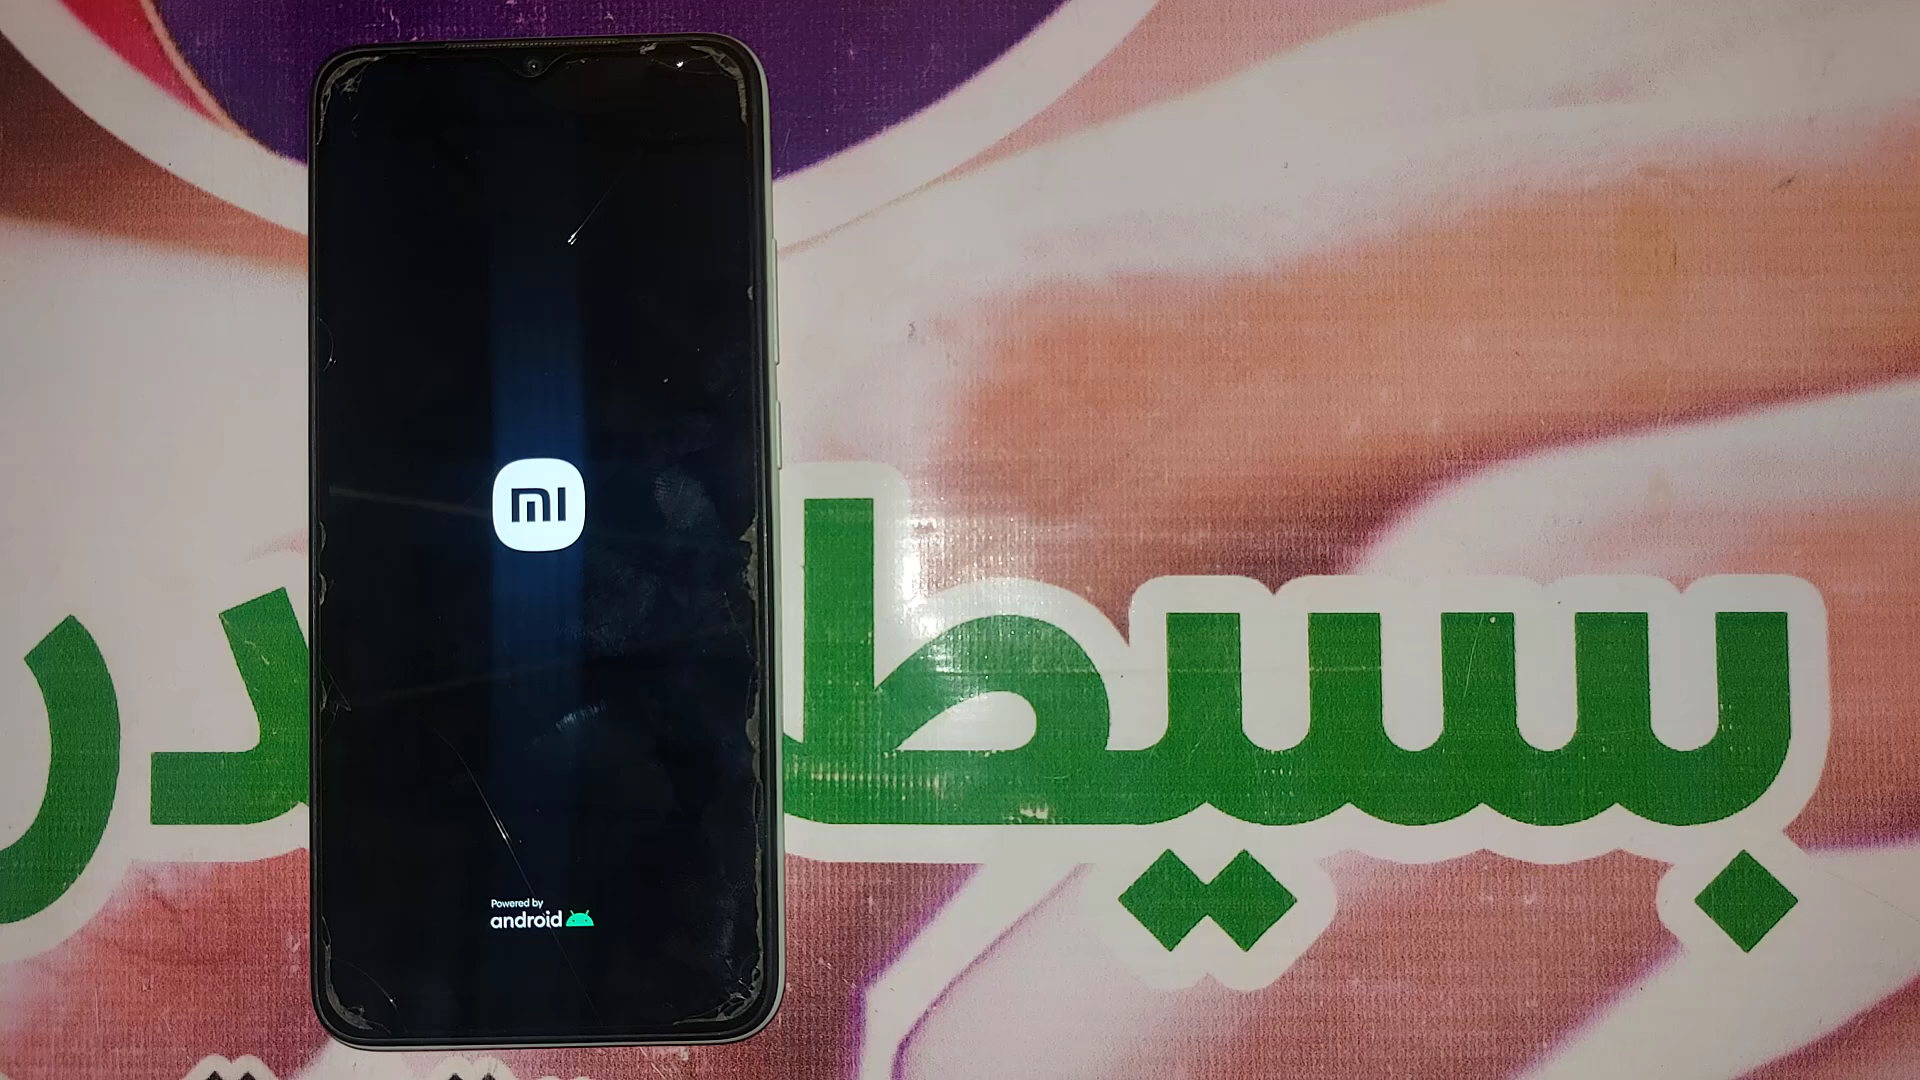 mi
Powered by
android
بسيط